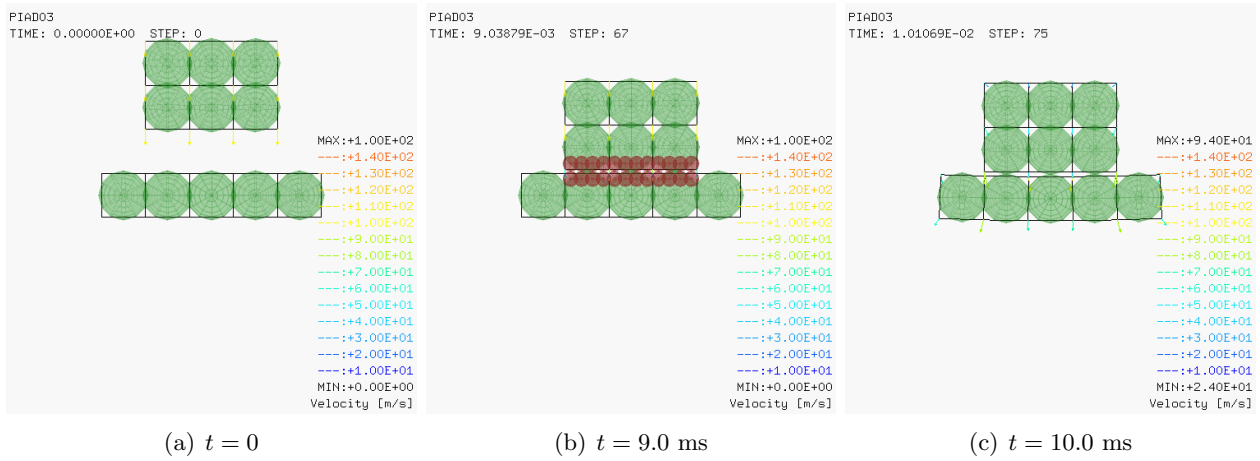 PIAD03
TIME: 0.00000E+00 STEP: 0
MAX:+1.00E+02
---:+1.40E+02
---:+1.30E+02
---:+1.20E+02
---:+1.10E+02
---:+1.00E+02
---:+9.00E+01
---:+8.00E+01
---:+7.00E+01
---:+6.00E+01
---:+5.00E+01
---:+4.00E+01
---:+3.00E+01
---:+2.00E+01
---:+1.00E+01
MIN:+0.00E+00
Velocity [m/s]
(a) t = 0
PIAD03
TIME: 9.03879E-03 STEP: 67
MAX:+1.00E+02
---:+1.40E+02
---:+1.30E+02
---:+1.20E+02
---:+1.10E+02
---:+1.00E+02
---:+9.00E+01
---:+8.00E+01
---:+7.00E+01
---:+6.00E+01
---:+5.00E+01
---:+4.00E+01
---:+3.00E+01
---:+2.00E+01
---:+1.00E+01
MIN:+0.00E+00
Velocity [m/s]
(b) t = 9.0 ms
PIAD03
TIME: 1.01069E-02 STEP: 75
MAX:+9.40E+01
---:+1.40E+02
---:+1.30E+02
---:+1.20E+02
---:+1.10E+02
---:+1.00E+02
---:+9.00E+01
---:+8.00E+01
---:+7.00E+01
---:+6.00E+01
---:+5.00E+01
---:+4.00E+01
---:+3.00E+01
---:+2.00E+01
---:+1.00E+01
MIN:+2.40E+01
Velocity [m/s]
(c) t = 10.0 ms